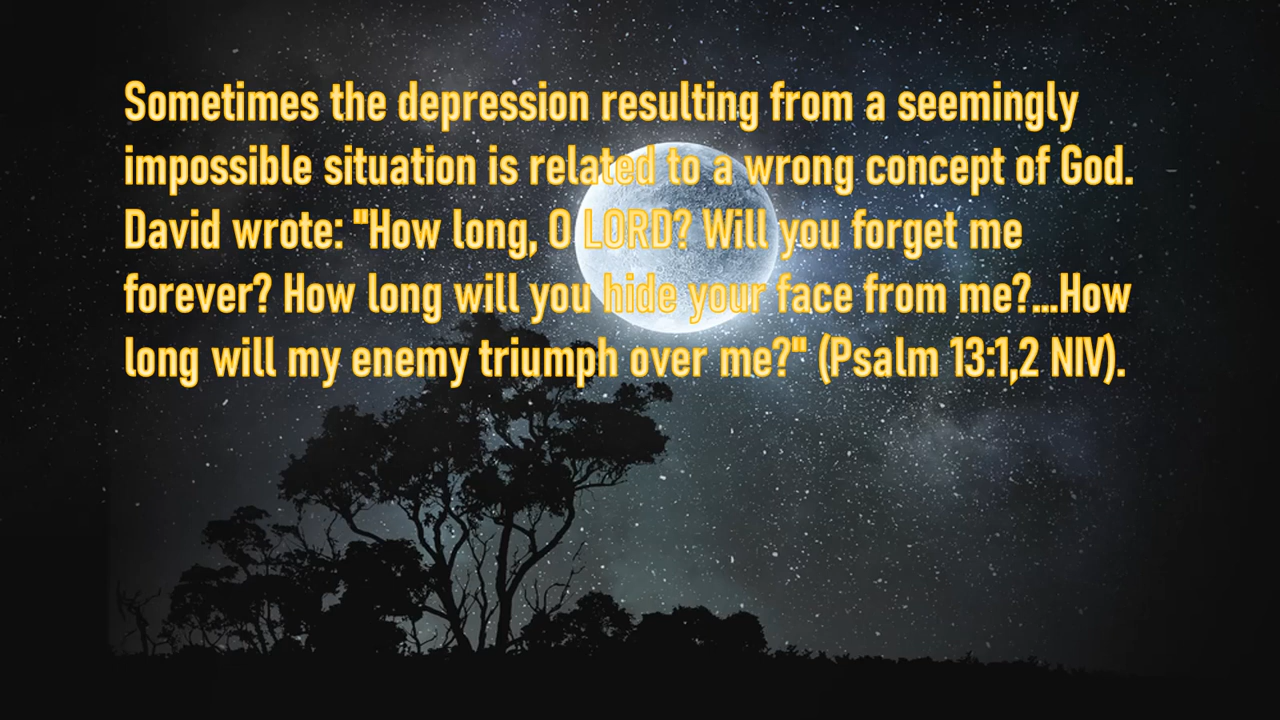 Sometimes the depression resulting from a seemingly
impossible situation is related to a wrong concept of God.
David wrote: "How long, O LORD? Will you forget me
forever? How long will you hide your face from me?...How
long will my enemy triumph over me?" (Psalm 13:1,2 NIV).